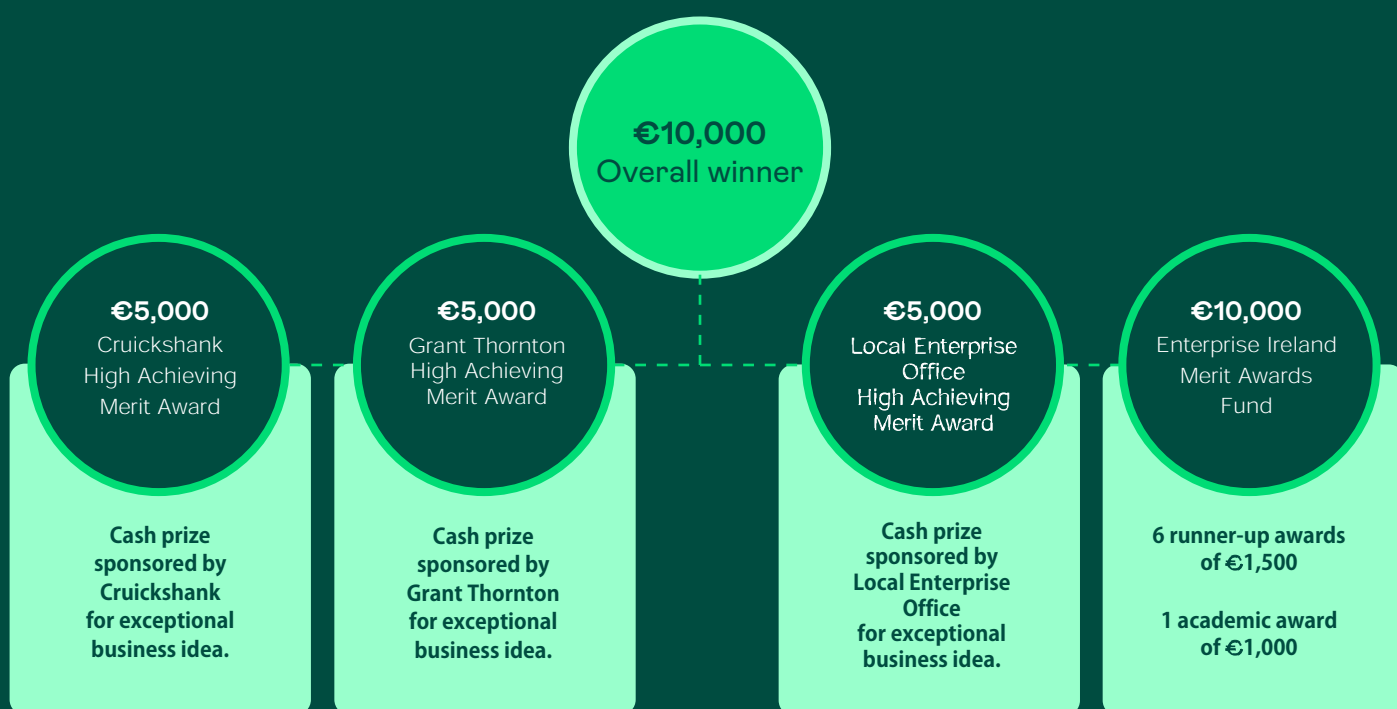 €10,000
Overall winner
€5,000
Cruickshank
High Achieving
Merit Award
€5,000
Grant Thornton
High Achieving
Merit Award
€5,000
Local Enterprise
Office
High Achieving
Merit Award
€10,000
Enterprise Ireland
Merit Awards
Fund
Cash prize
sponsored by
Cruickshank
for exceptional
business idea.
Cash prize
sponsored by
Grant Thornton
for exceptional
business idea.
Cash prize
sponsored by
Local Enterprise
Office
for exceptional
business idea.
6 runner-up awards
of €1,500
1 academic award
of €1,000